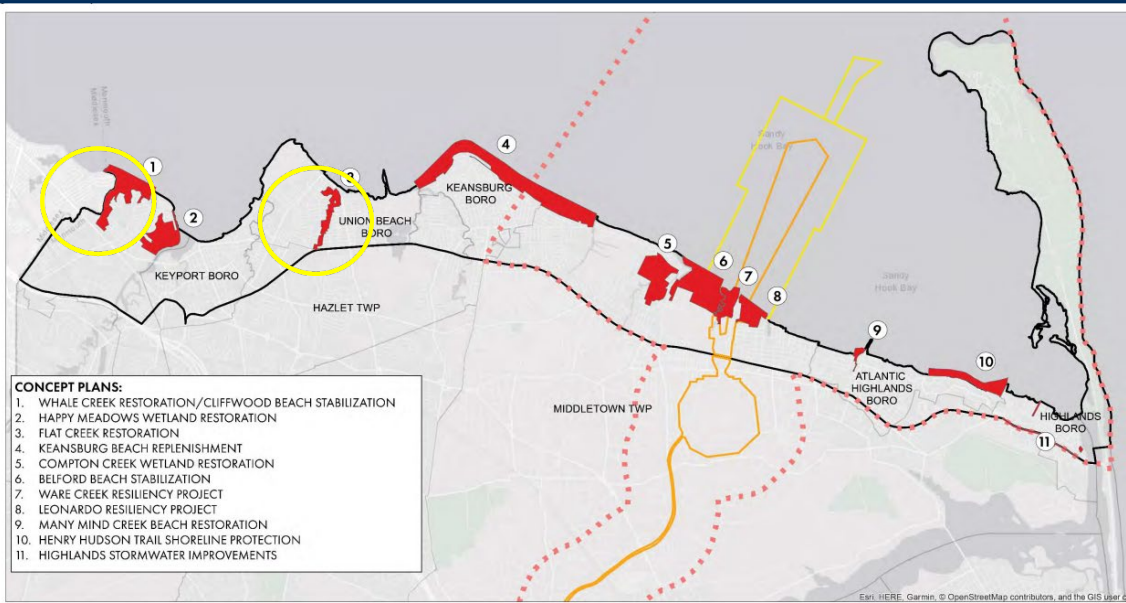 1
2
3
4
KEANSBURG
BORO
UNION BEACH
BORO
KEYPORT BORO
HAZLET TWP
5
6
7
8
Sandy
Hook Bay
Sandy
Hook Bay
9
10
ATLANTIC
HIGHLANDS
BORO
MIDDLETOWN TWP
HIGHLANDS
BORO
11
CONCEPT PLANS:
1. WHALE CREEK RESTORATION/CLIFFWOOD BEACH STABILIZATION
2. HAPPY MEADOWS WETLAND RESTORATION
3. FLAT CREEK RESTORATION
4. KEANSBURG BEACH REPLENISHMENT
5. COMPTON CREEK WETLAND RESTORATION
6. BELFORD BEACH STABILIZATION
7. WARE CREEK RESILIENCY PROJECT
8. LEONARDO RESILIENCY PROJECT
9. MANY MIND CREEK BEACH RESTORATION
10. HENRY HUDSON TRAIL SHORELINE PROTECTION
11. HIGHLANDS STORMWATER IMPROVEMENTS
Esri, HERE, Garmin, © OpenStreetMap contributors, and the GIS user